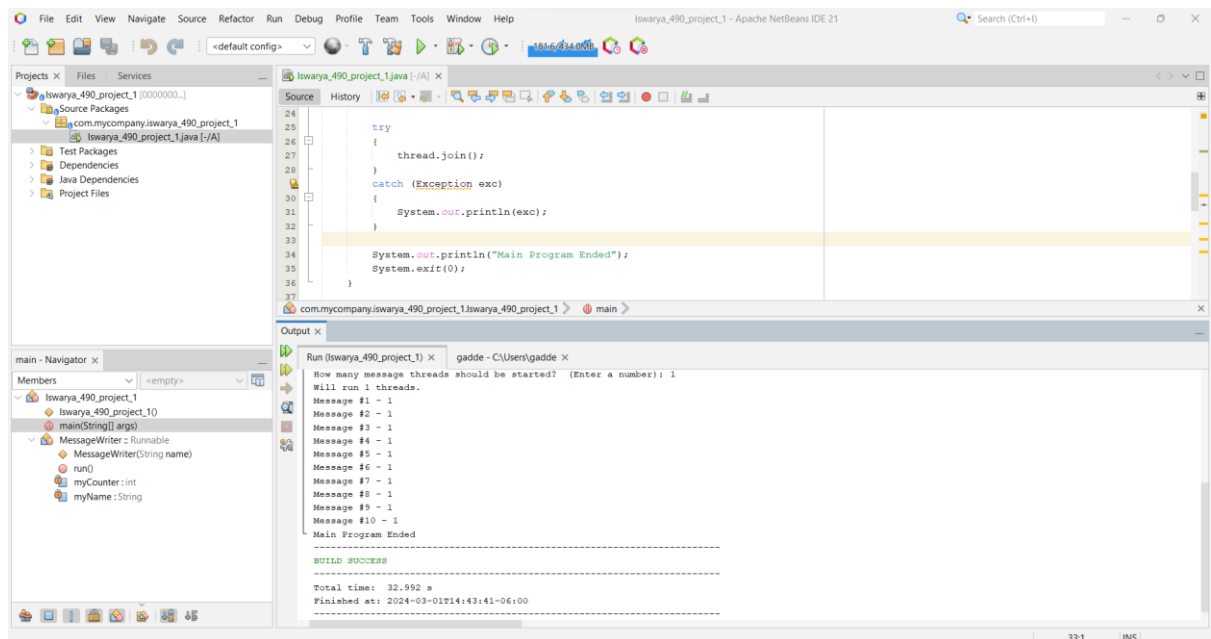 File Edit View Navigate Source Refactor Run Debug Profile Team Tools Window Help
Iswarya_490_project_1 - Apache NetBeans IDE 21
Search (Ctrl+I)
<default config>
181.6/434.0MB
Projects
Files
Services
Iswarya_490_project_1 [0000000...]
Source Packages
com.mycompany.iswarya_490_project_1
Iswarya_490_project_1.java [-/A]
Test Packages
Dependencies
Java Dependencies
Project Files
Iswarya_490_project_1.java [-/A]
Source History
24
25 try
26 {
27 thread.join();
28 }
catch (Exception exc)
30 {
31 System.out.println(exc);
32 }
33
34 System.out.println("Main Program Ended");
35 System.exit(0);
36 }
37
com.mycompany.iswarya_490_project_1.Iswarya_490_project_1
main
main - Navigator
Members
<empty>
Iswarya_490_project_1
Iswarya_490_project_1()
main(String[] args)
MessageWriter :: Runnable
MessageWriter(String name)
run()
myCounter : int
myName : String
Output
Run (Iswarya_490_project_1)
gadde - C:\Users\gadde
How many message threads should be started? (Enter a number): 1
Will run 1 threads.
Message #1 - 1
Message #2 - 1
Message #3 - 1
Message #4 - 1
Message #5 - 1
Message #6 - 1
Message #7 - 1
Message #8 - 1
Message #9 - 1
Message #10 - 1
Main Program Ended
------------------------------------------------------------------------
BUILD SUCCESS
------------------------------------------------------------------------
Total time: 32.992 s
Finished at: 2024-03-01T14:43:41-06:00
------------------------------------------------------------------------
33:1 INS